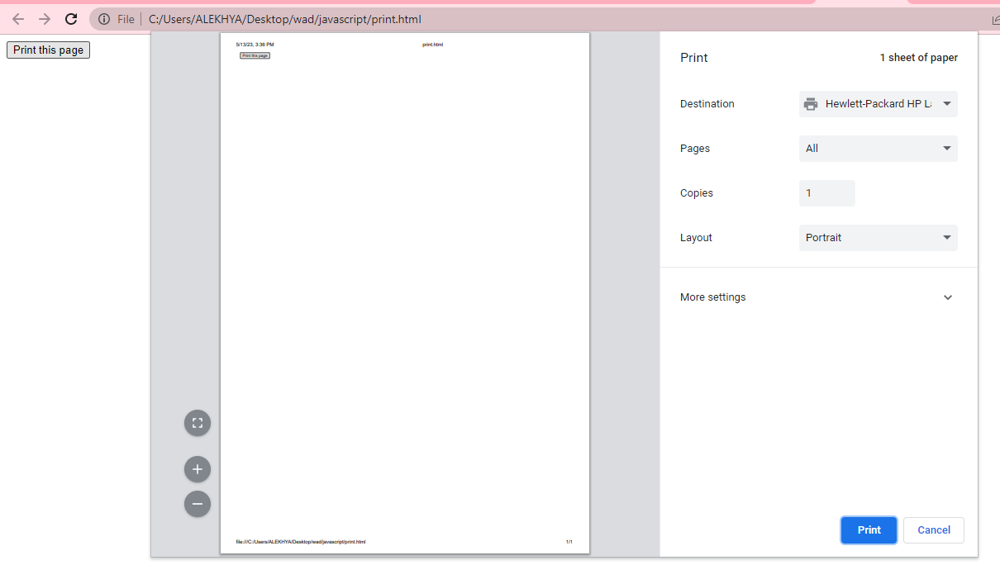 File C:/Users/ALEKHYA/Desktop/wad/javascript/print.html
Print this page
5/13/23, 3:36 PM print.html
Print this page
file:///C:/Users/ALEKHYA/Desktop/wad/javascript/print.html 1/1
Print 1 sheet of paper
Destination Hewlett-Packard HP L
Pages All
Copies 1
Layout Portrait
More settings
Print Cancel